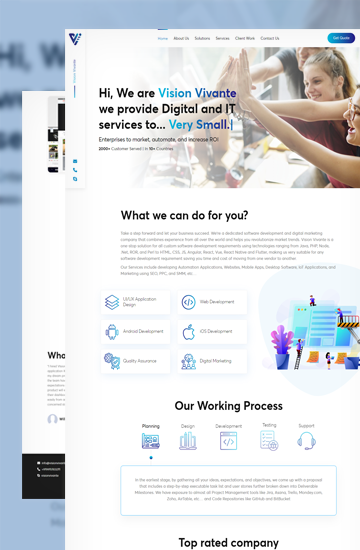 Home About Us Solutions Services Client Work Contact Us
Get Quote
Vision Vivante
Hi, We are Vision Vivante
we provide Digital and IT
services to... Very Small.|
Enterprises to market, automate, and increase ROI
2000+ Customer Served | In 10+ Countries
What we can do for you?
Take a step forward and let your business succeed. We're a dedicated software development and digital marketing
company that combines experience from all over the world and helps you revolutionise market trends. Vision Vivante is a
one stop solution for all custom software development requirements using technologies ranging from Java, PHP, Node,
.Net, ROR, and Perl to HTML, CSS, JS, Angular, React, Vue, React Native and Flutter, making us very suitable for any
software development requirement saving you time and cost of moving from one vendor to another.
Our Services include developing Automation Applications, Websites, Mobile Apps, Desktop Software, IoT Applications, and
Marketing using SEO, PPC, and SMM etc.
UI/UX Application
Design
Web Development
Android Development
iOS Development
Quality Assurance
Digital Marketing
Our Working Process
Planning Design Development Testing Support
In the earliest stage, by gathering all your ideas, expectations, and objectives, we come up with a proposal
that includes a step-by-step executable task list and user stories further broken down into Deliverable
Milestones. We have exposure to almost all Project Management tools like Jira, Asana, Trello, Monday.com,
Zoho, AirTable, etc... and Code Repositories like GitHub and BitBucket
Top rated company
Hi, W
Wha